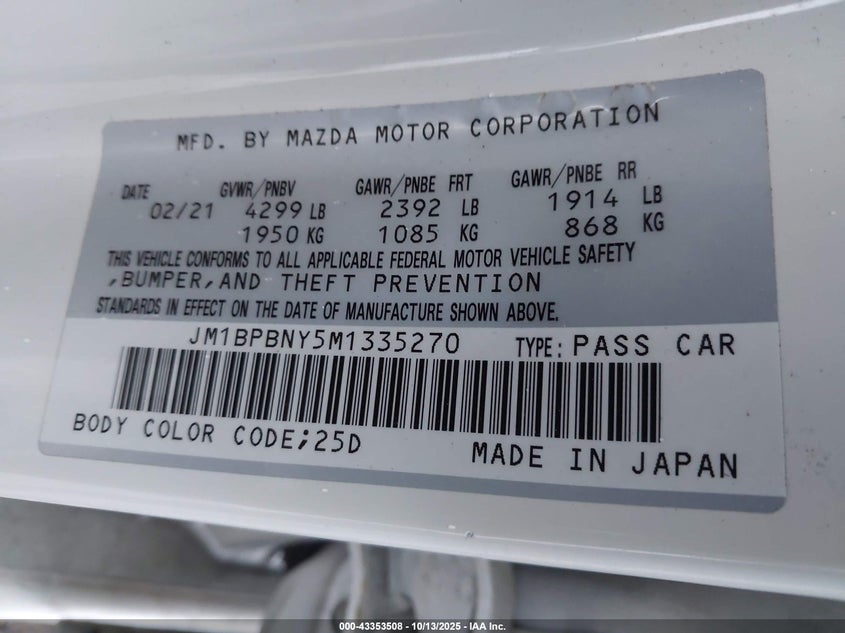 MFD. BY MAZDA MOTOR CORPORATION
DATE GVWR/PNBV GAWR/PNBE FRT GAWR/PNBE RR
02/21 4299 LB 2392 LB 1914 LB
1950 KG 1085 KG 868 KG
THIS VEHICLE CONFORMS TO ALL APPLICABLE FEDERAL MOTOR VEHICLE SAFETY
,BUMPER,AND THEFT PREVENTION
STANDARDS IN EFFECT ON THE DATE OF MANUFACTURE SHOWN ABOVE.
JM1BPBNY5M1335270 TYPE: PASS CAR
BODY COLOR CODE;25D MADE IN JAPAN
000-43353508 - 10/13/2025 - IAA Inc.